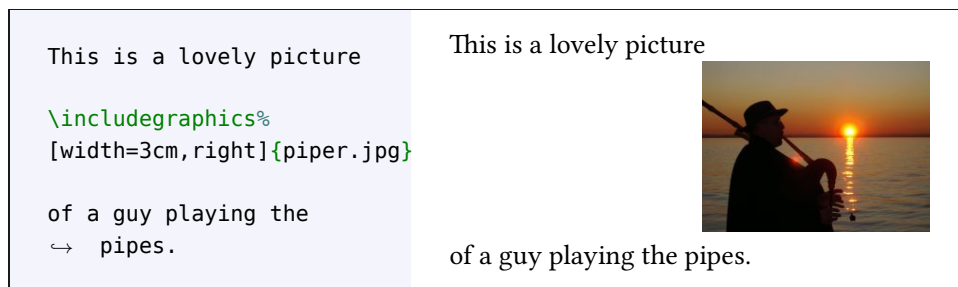 This is a lovely picture
\includegraphics%
[width=3cm,right]{piper.jpg}
of a guy playing the
↪ pipes.
This is a lovely picture
of a guy playing the pipes.